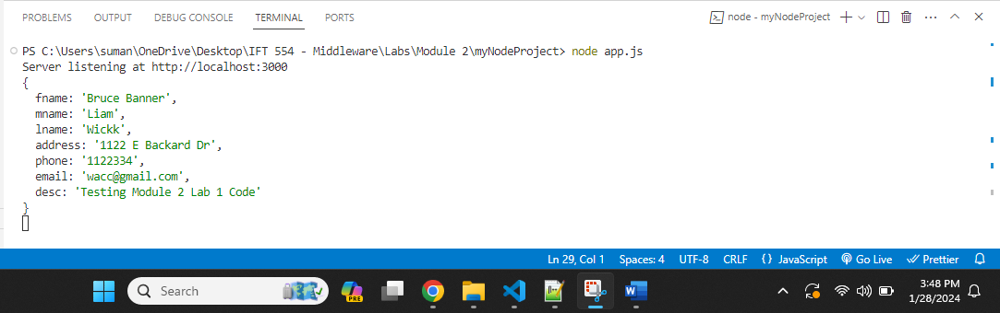 PROBLEMS OUTPUT DEBUG CONSOLE TERMINAL PORTS node - myNodeProject
PS C:\Users\suman\OneDrive\Desktop\IFT 554 - Middleware\Labs\Module 2\myNodeProject> node app.js
Server listening at http://localhost:3000
{
  fname: 'Bruce Banner',
  mname: 'Liam',
  lname: 'Wickk',
  address: '1122 E Backard Dr',
  phone: '1122334',
  email: 'wacc@gmail.com',
  desc: 'Testing Module 2 Lab 1 Code'
}
Ln 29, Col 1 Spaces: 4 UTF-8 CRLF {} JavaScript Go Live Prettier
Search PRE W 3:48 PM
1/28/2024